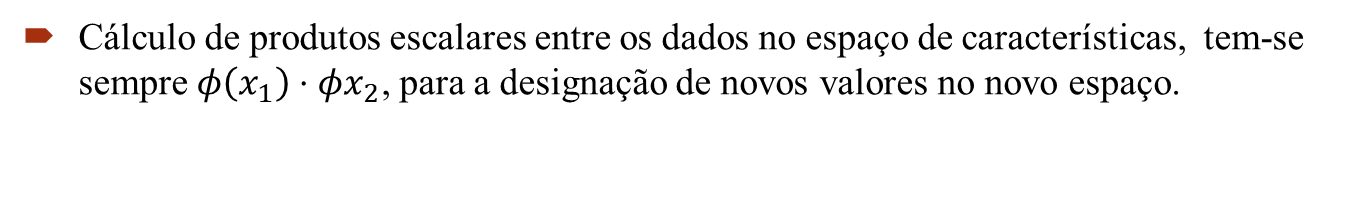 Cálculo de produtos escalares entre os dados no espaço de características, tem-se
sempre ϕ(x₁) · ϕx₂, para a designação de novos valores no novo espaço.